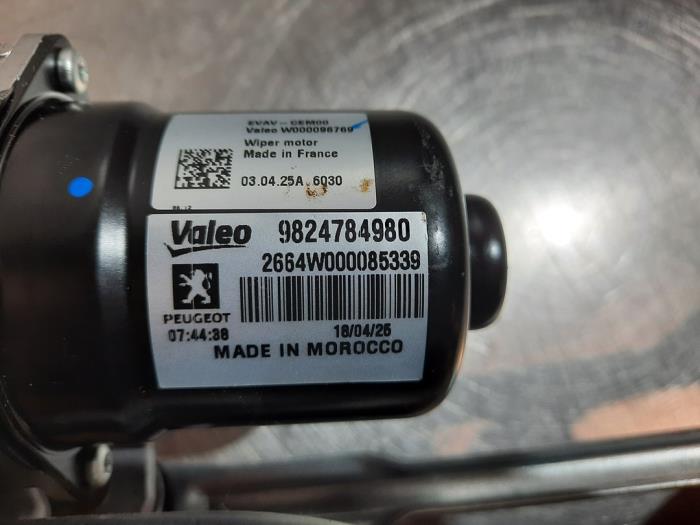 EVAV-CEM00
Valeo W000096769
Wiper motor
Made in France
03.04.25A 6030
Valeo 9824784980
2664W000085339
PEUGEOT
07:44:38 18/04/25
MADE IN MOROCCO